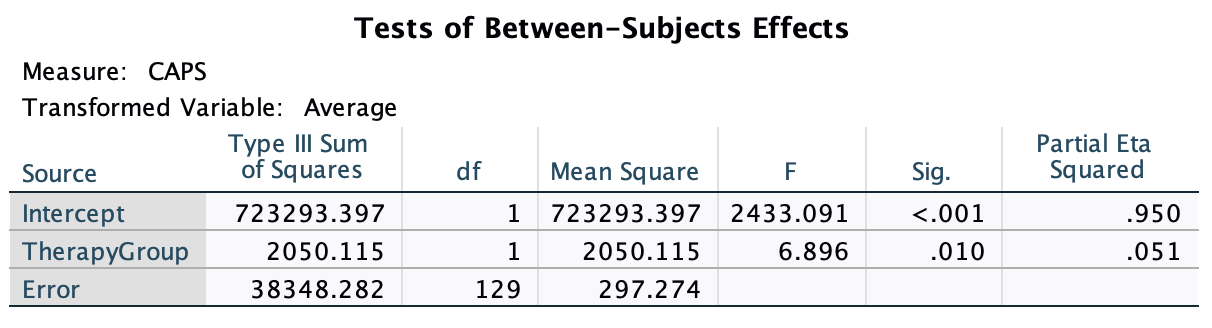 Tests of Between-Subjects Effects
Measure: CAPS
Transformed Variable: Average
Source Type III Sum of Squares df Mean Square F Sig. Partial Eta Squared
Intercept 723293.397 1 723293.397 2433.091 <.001 .950
TherapyGroup 2050.115 1 2050.115 6.896 .010 .051
Error 38348.282 129 297.274